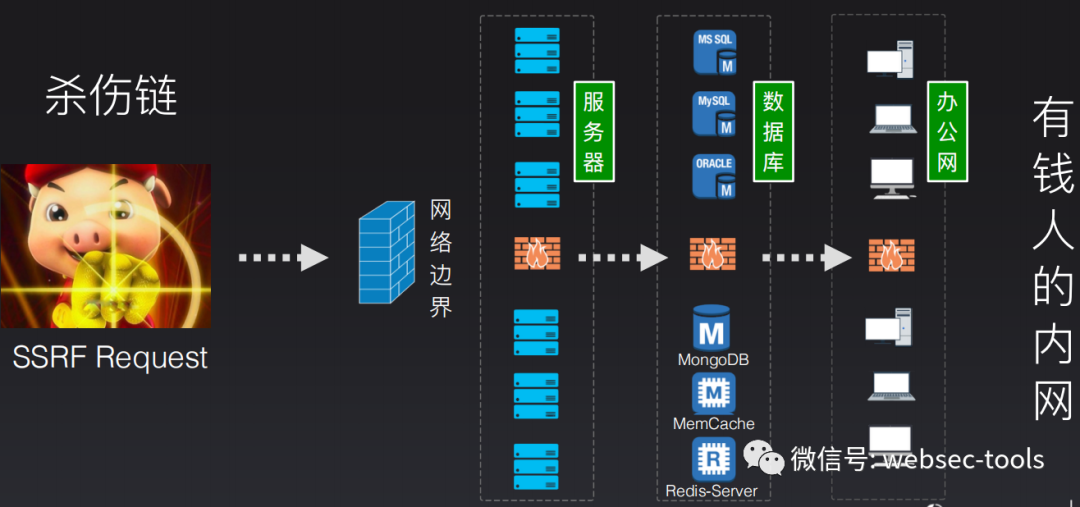 杀伤链
SSRF Request
网络边界
服务器
MS SQL
M
MySQL
M
ORACLE
M
数据库
M
MongoDB
M
MemCache
R
Redis-Server
办公网
有钱人的内网
微信号: websec-tools